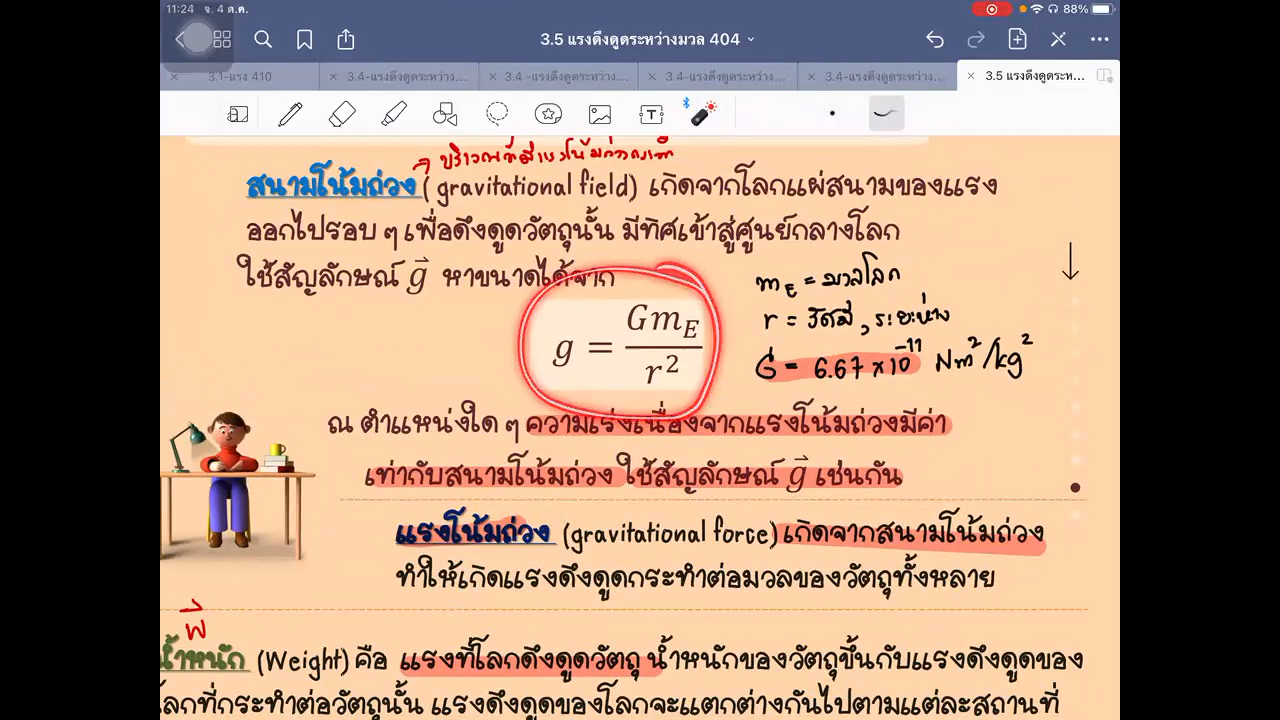 11:24 จ. 4 ต.ค.
88%
3.5 แรงดึงดูดระหว่างมวล 404
3.1-แรง 410
3.4-แรงดึงดูดระหว่าง...
3.4 -แรงดึงดูดระหว่าง...
3.4-แรงดึงดูดระหว่าง...
3.4-แรงดึงดูดระหว่าง...
3.5 แรงดึงดูดระห...
สนามโน้มถ่วง ( gravitational field) เกิดจากโลกแผ่สนามของแรง
ออกไปรอบ ๆ เพื่อดึงดูดวัตถุนั้น มีทิศเข้าสู่ศูนย์กลางโลก
ใช้สัญลักษณ์ g⃗ หาขนาดได้จาก
g = Gm_E / r²
m_E = มวลโลก
r = รัศมี, ระยะห่าง
G = 6.67 × 10⁻¹¹ Nm²/kg²
ณ ตำแหน่งใด ๆ ความเร่งเนื่องจากแรงโน้มถ่วงมีค่า
เท่ากับสนามโน้มถ่วง ใช้สัญลักษณ์ g⃗ เช่นกัน
แรงโน้มถ่วง (gravitational force) เกิดจากสนามโน้มถ่วง
ทำให้เกิดแรงดึงดูดกระทำต่อมวลของวัตถุทั้งหลาย
น้ำหนัก (Weight) คือ แรงที่โลกดึงดูดวัตถุ น้ำหนักของวัตถุขึ้นกับแรงดึงดูดของ
โลกที่กระทำต่อวัตถุนั้น แรงดึงดูดของโลกจะแตกต่างกันไปตามแต่ละสถานที่